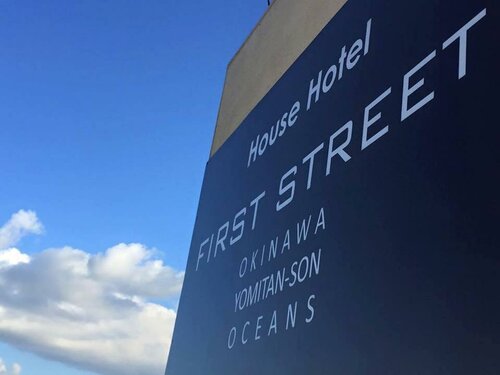 House Hotel
FIRST STREET
OKINAWA
YOMITAN-SON
OCEANS